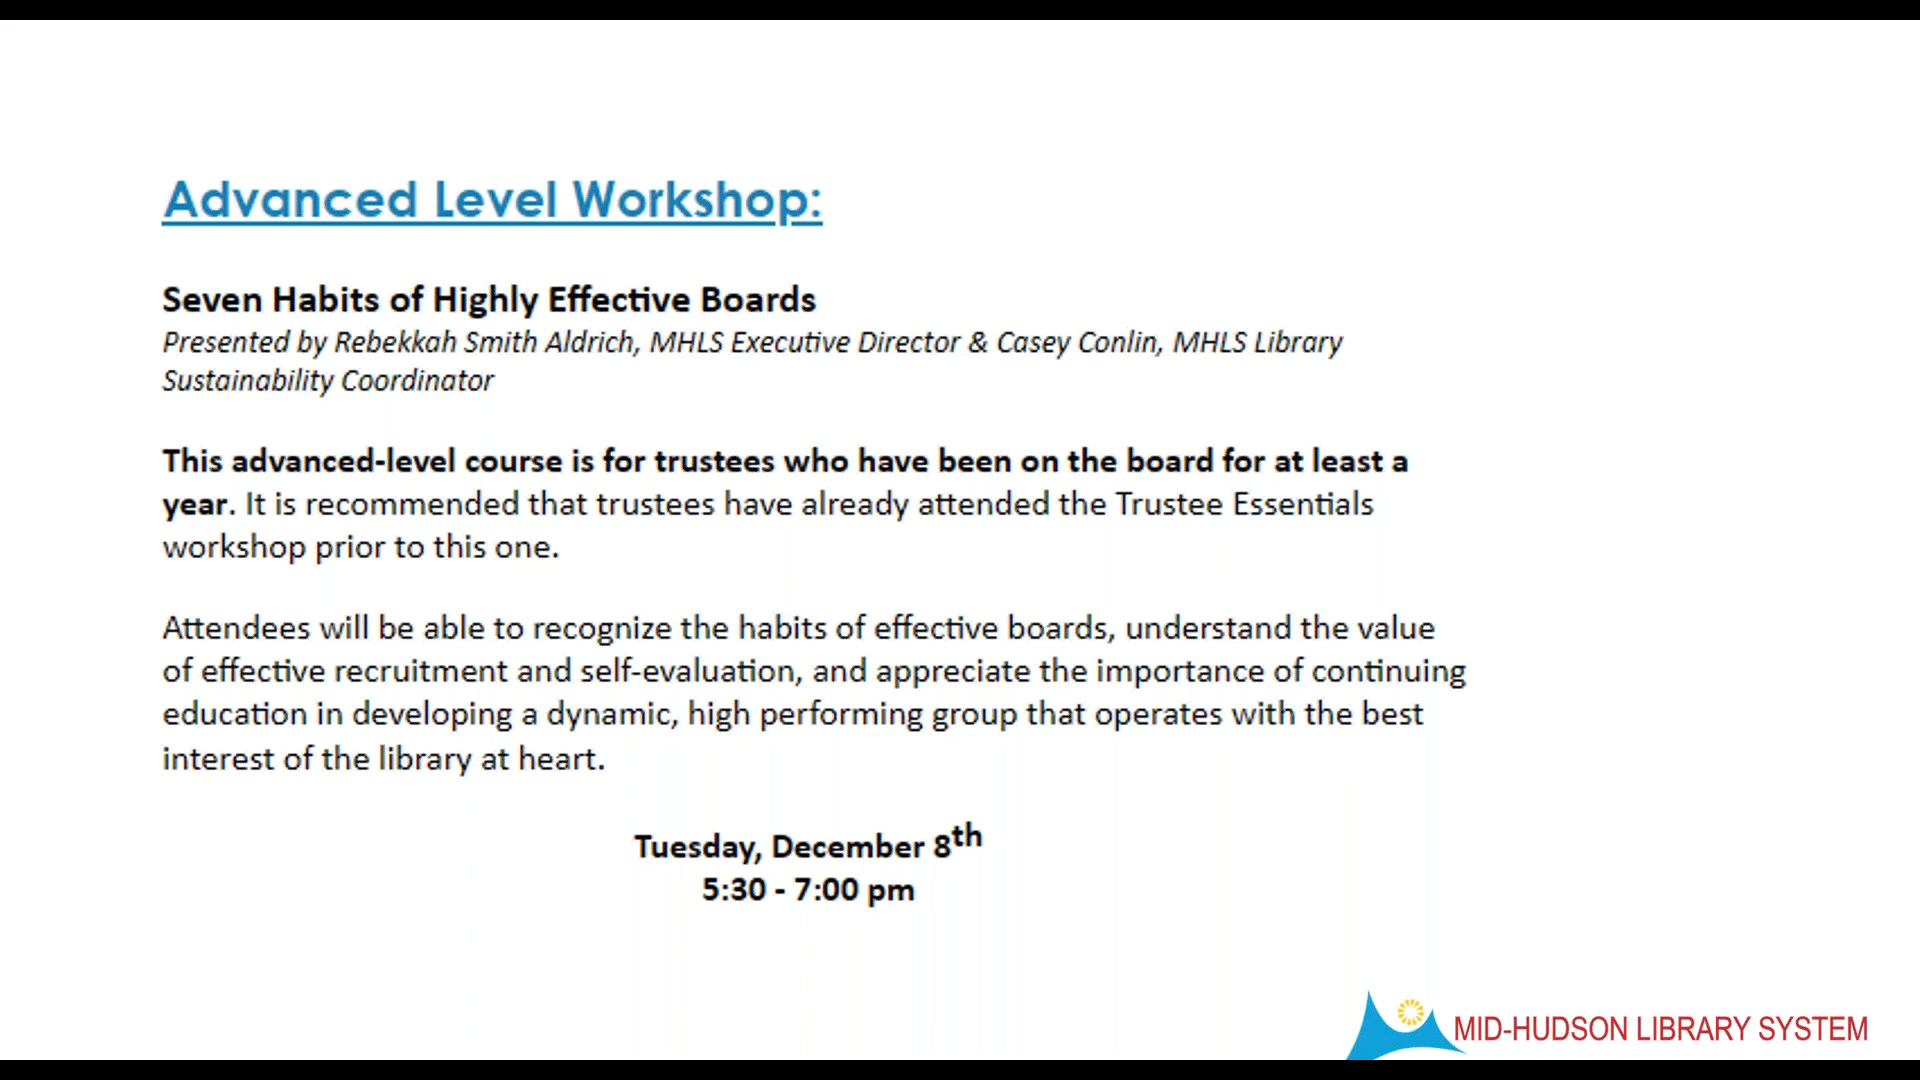 Advanced Level Workshop:
Seven Habits of Highly Effective Boards
Presented by Rebekkah Smith Aldrich, MHLS Executive Director & Casey Conlin, MHLS Library
Sustainability Coordinator
This advanced-level course is for trustees who have been on the board for at least a
year. It is recommended that trustees have already attended the Trustee Essentials
workshop prior to this one.
Attendees will be able to recognize the habits of effective boards, understand the value
of effective recruitment and self-evaluation, and appreciate the importance of continuing
education in developing a dynamic, high performing group that operates with the best
interest of the library at heart.
Tuesday, December 8th
5:30 - 7:00 pm
MID-HUDSON LIBRARY SYSTEM